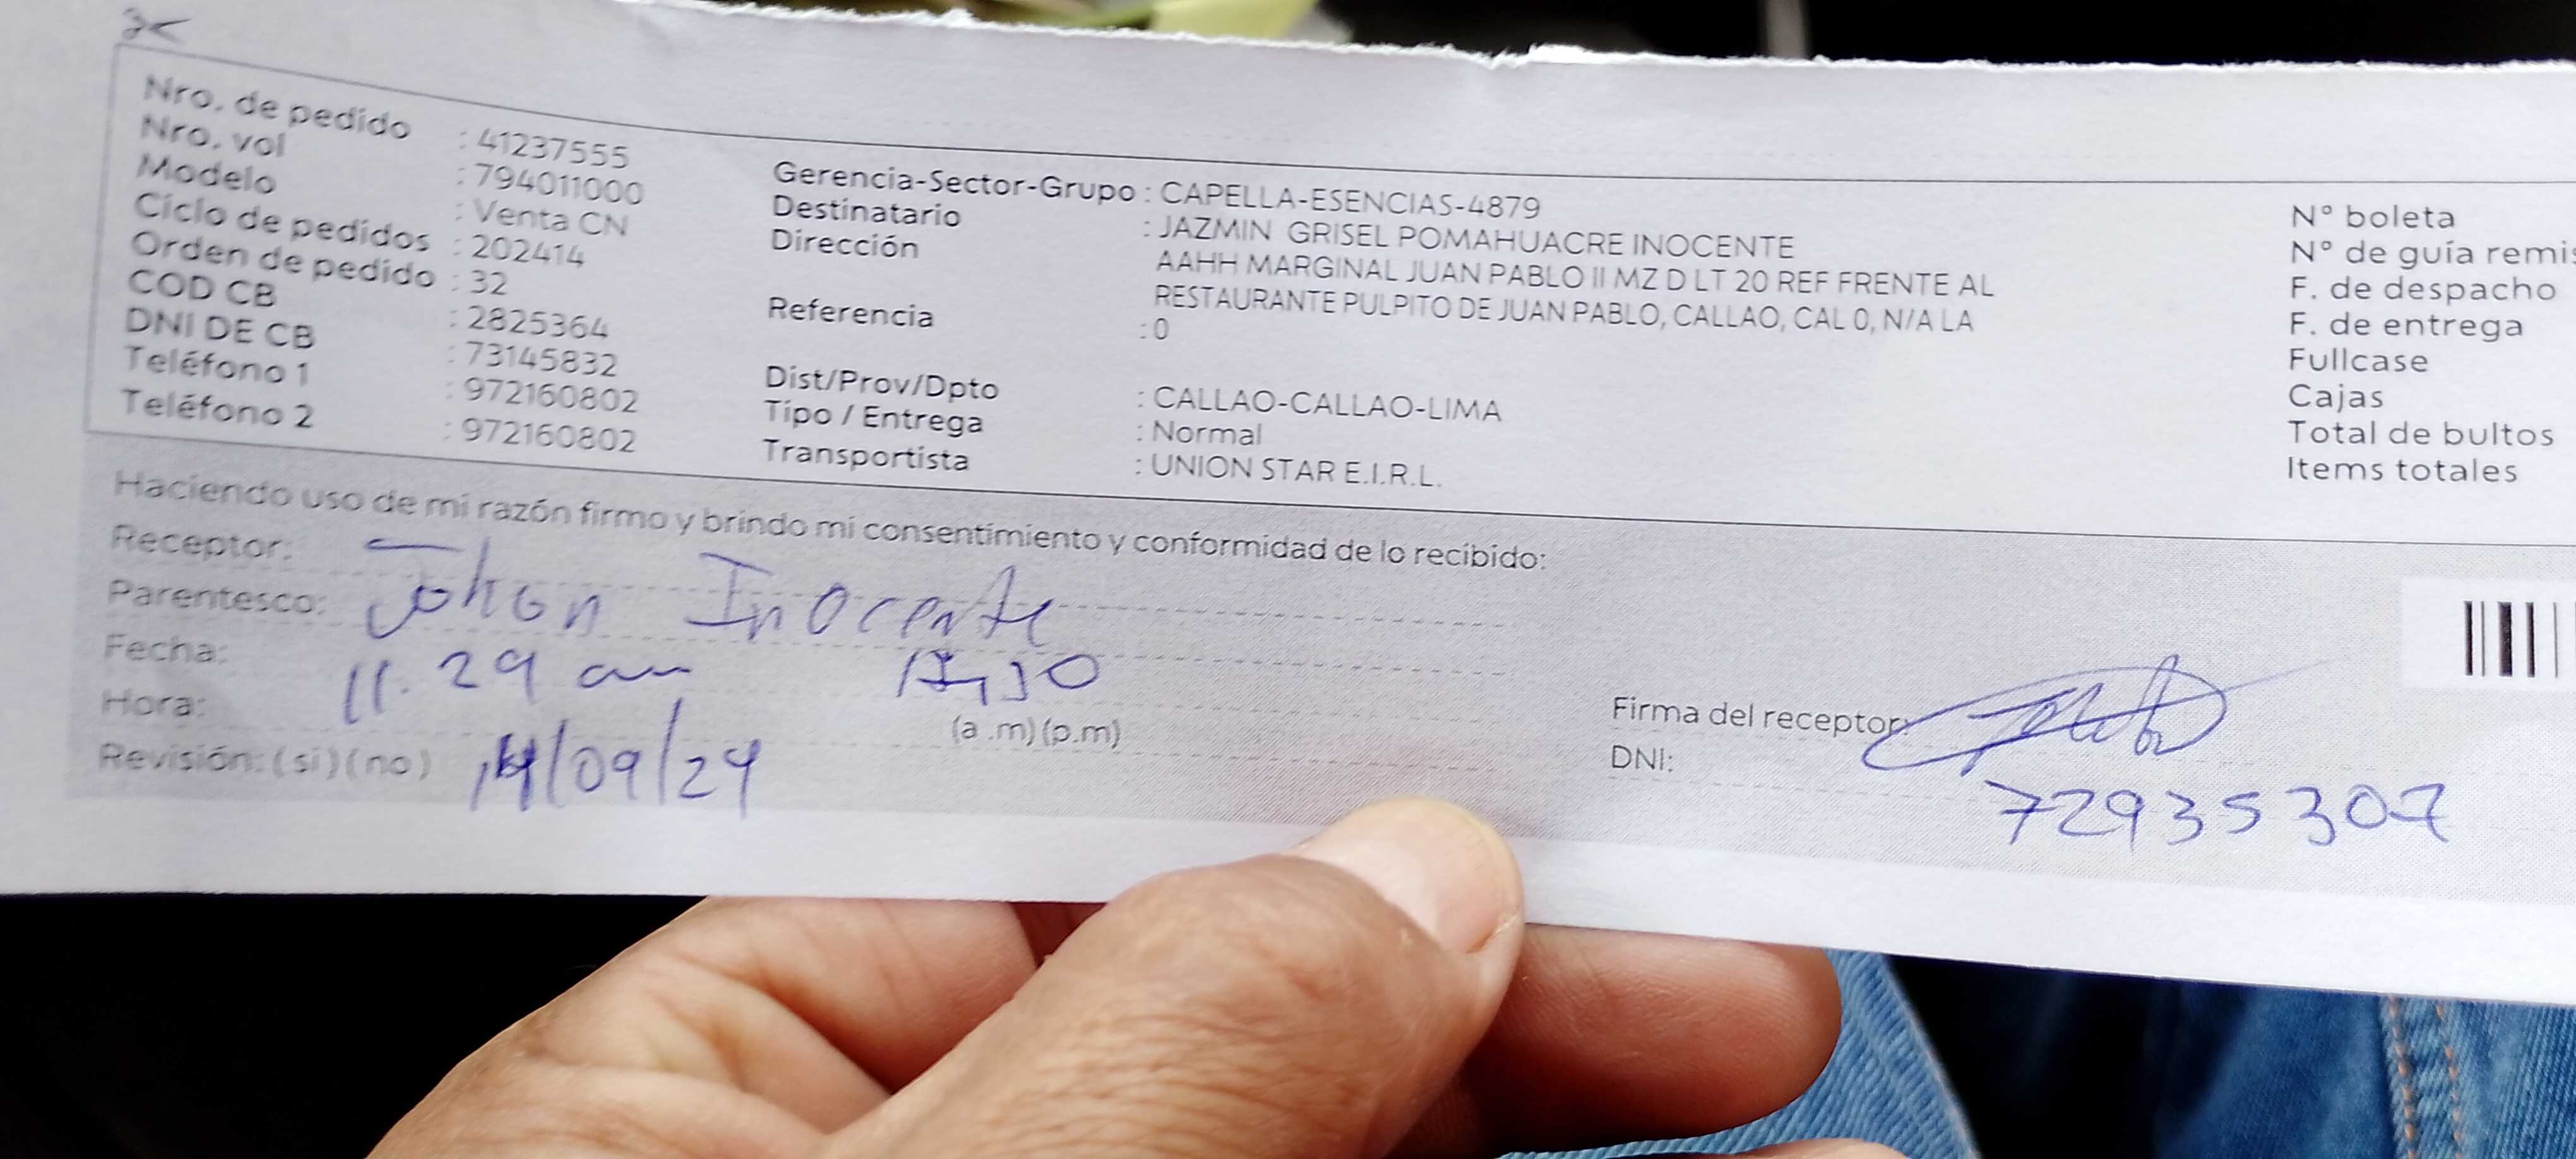 Nro. de pedido : 41237555
Nro. vol : 794011000
Modelo : Venta CN
Ciclo de pedidos : 202414
Orden de pedido : 32
COD CB : 2825364
DNI DE CB : 73145832
Teléfono 1 : 972160802
Teléfono 2 : 972160802
Gerencia-Sector-Grupo : CAPELLA-ESENCIAS-4879
Destinatario : JAZMIN GRISEL POMAHUACRE INOCENTE
Dirección AAHH MARGINAL JUAN PABLO II MZ D LT 20 REF FRENTE AL
RESTAURANTE PULPITO DE JUAN PABLO, CALLAO, CAL 0, N/A LA
Referencia : 0
Dist/Prov/Dpto : CALLAO-CALLAO-LIMA
Tipo / Entrega : Normal
Transportista : UNION STAR E.I.R.L.
N° boleta
N° de guía remis
F. de despacho
F. de entrega
Fullcase
Cajas
Total de bultos
Items totales
Haciendo uso de mi razón firmo y brindo mi consentimiento y conformidad de lo recibido:
Receptor: Johan Inocente
Parentesco:
Fecha: 11.29 am
Hora: (a.m)(p.m)
Revisión: (si)(no) 14/09/24
Firma del receptor:
DNI: 72935307